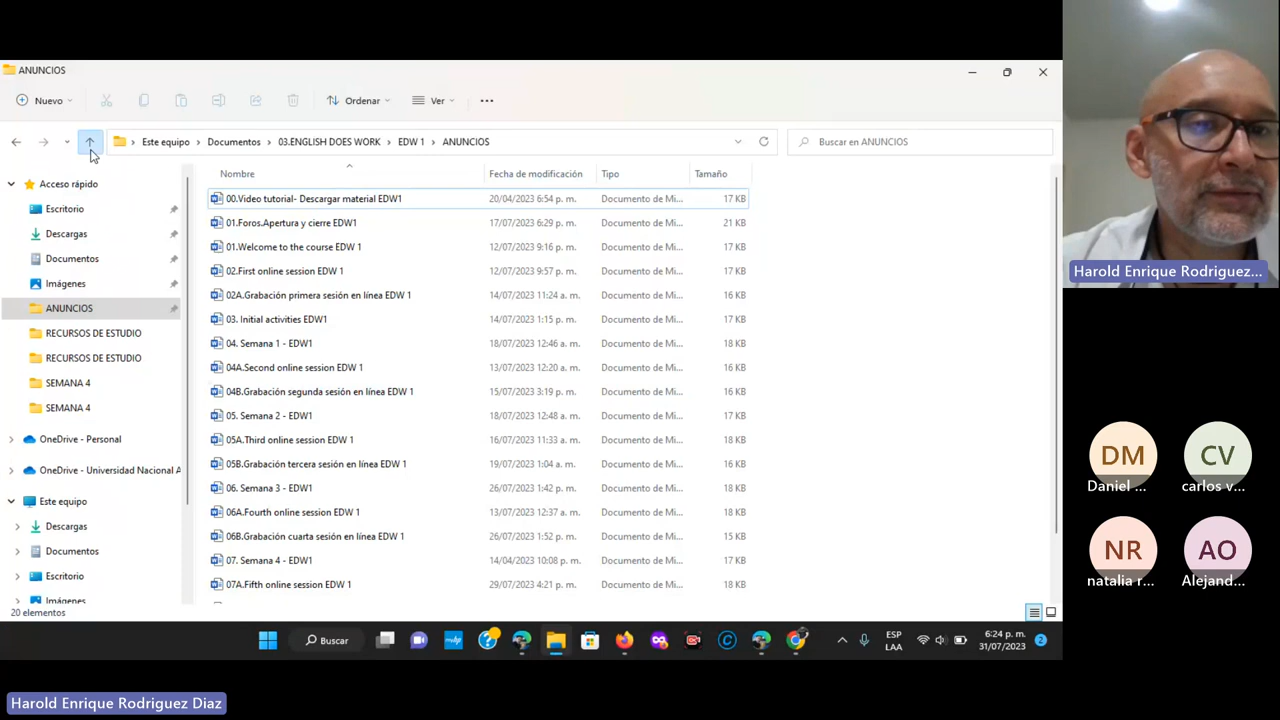 ANUNCIOS
Nuevo
Ordenar
Ver
Este equipo > Documentos > 03.ENGLISH DOES WORK > EDW 1 > ANUNCIOS
Buscar en ANUNCIOS
Nombre Fecha de modificación Tipo Tamaño
Acceso rápido
Escritorio
Descargas
Documentos
Imágenes
ANUNCIOS
RECURSOS DE ESTUDIO
RECURSOS DE ESTUDIO
SEMANA 4
SEMANA 4
OneDrive - Personal
OneDrive - Universidad Nacional A
Este equipo
Descargas
Documentos
Escritorio
Imágenes
00.Video tutorial- Descargar material EDW1 20/04/2023 6:54 p. m. Documento de Mi... 17 KB
01.Foros.Apertura y cierre EDW1 17/07/2023 6:29 p. m. Documento de Mi... 21 KB
01.Welcome to the course EDW 1 12/07/2023 9:16 p. m. Documento de Mi... 17 KB
02.First online session EDW 1 12/07/2023 9:57 p. m. Documento de Mi... 17 KB
02A.Grabación primera sesión en línea EDW 1 14/07/2023 11:24 a. m. Documento de Mi... 16 KB
03. Initial activities EDW1 14/07/2023 1:15 p. m. Documento de Mi... 17 KB
04. Semana 1 - EDW1 18/07/2023 12:46 a. m. Documento de Mi... 18 KB
04A.Second online session EDW 1 13/07/2023 12:20 a. m. Documento de Mi... 16 KB
04B.Grabación segunda sesión en línea EDW 1 15/07/2023 3:19 p. m. Documento de Mi... 16 KB
05. Semana 2 - EDW1 18/07/2023 12:48 a. m. Documento de Mi... 17 KB
05A.Third online session EDW 1 16/07/2023 11:33 a. m. Documento de Mi... 18 KB
05B.Grabación tercera sesión en línea EDW 1 19/07/2023 1:04 a. m. Documento de Mi... 16 KB
06. Semana 3 - EDW1 26/07/2023 1:42 p. m. Documento de Mi... 18 KB
06A.Fourth online session EDW 1 13/07/2023 12:37 a. m. Documento de Mi... 18 KB
06B.Grabación cuarta sesión en línea EDW 1 26/07/2023 1:52 p. m. Documento de Mi... 15 KB
07. Semana 4 - EDW1 14/04/2023 10:08 p. m. Documento de Mi... 17 KB
07A.Fifth online session EDW 1 29/07/2023 4:21 p. m. Documento de Mi... 18 KB
20 elementos
Buscar
ESP
LAA
6:24 p. m.
31/07/2023
2
Harold Enrique Rodriguez...
DM
Daniel ...
CV
carlos v...
NR
natalia r...
AO
Alejand...
Harold Enrique Rodriguez Diaz